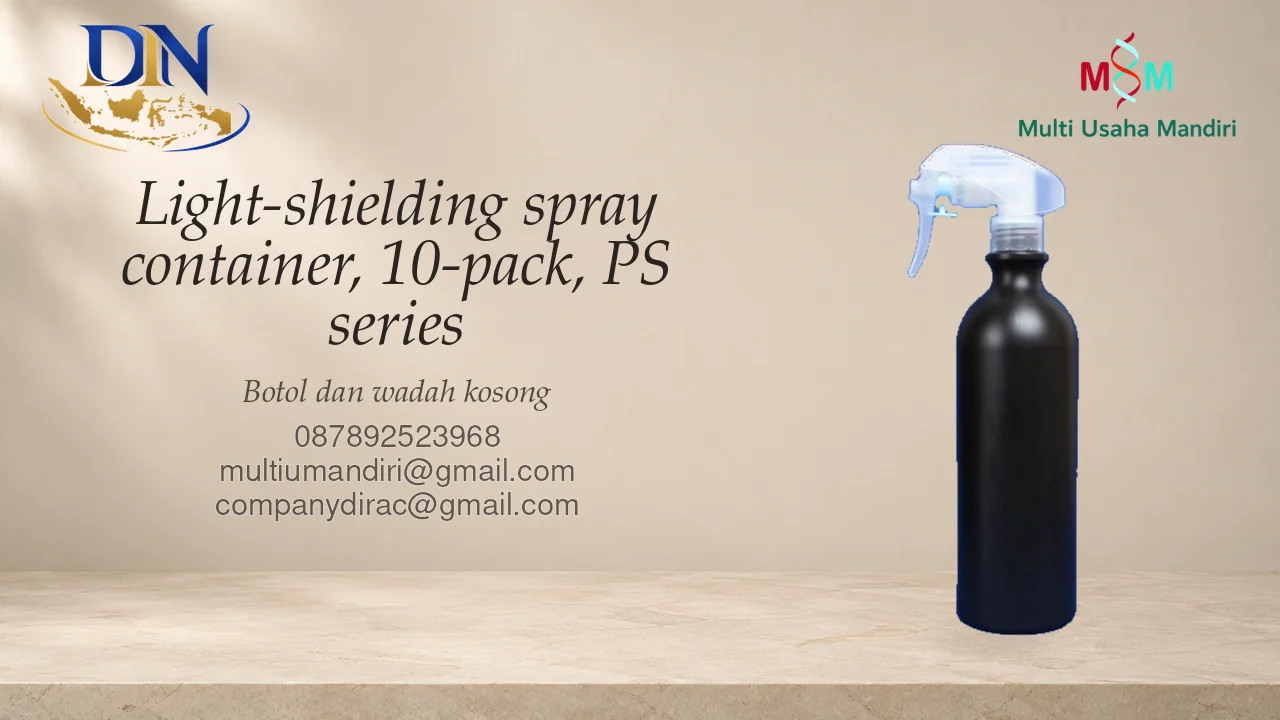 DN
M M
Multi Usaha Mandiri
Light-shielding spray
container, 10-pack, PS
series
Botol dan wadah kosong
087892523968
multiumandiri@gmail.com
companydirac@gmail.com